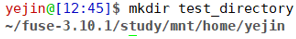 yejin@[12:45]$ mkdir test_directory
~/fuse-3.10.1/study/mnt/home/yejin